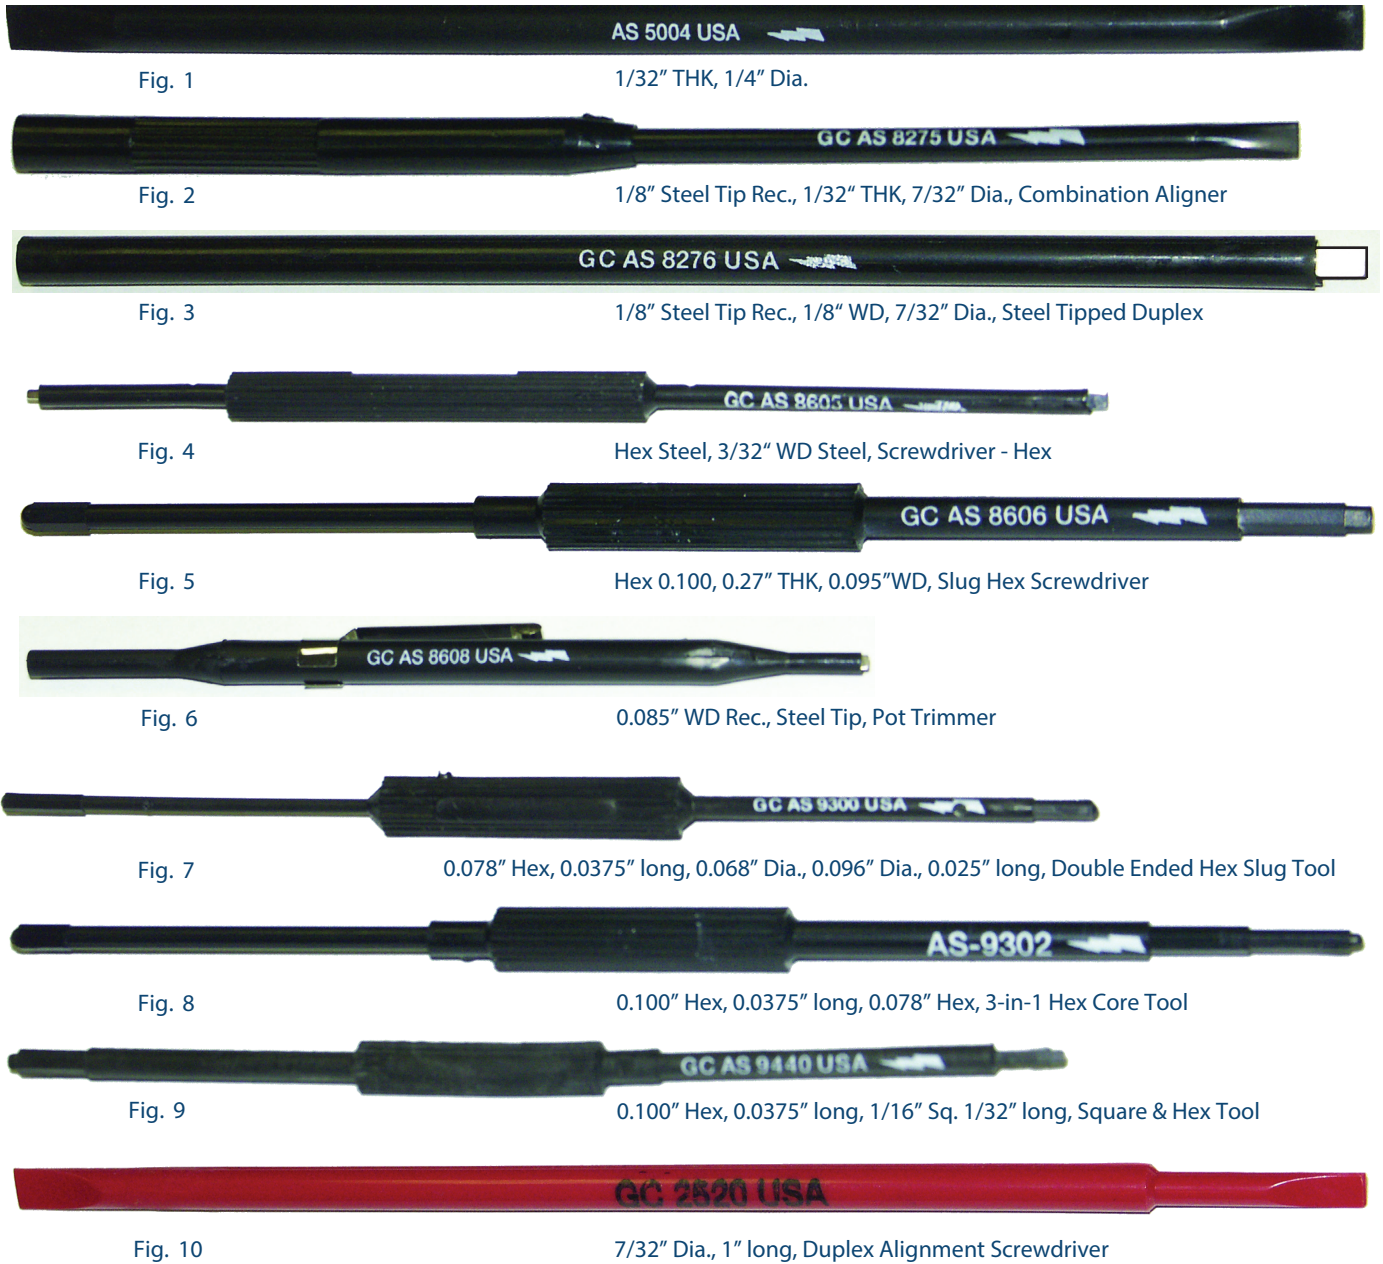 AS 5004 USA
Fig. 1
1/32” THK, 1/4” Dia.
GC AS 8275 USA
Fig. 2
1/8” Steel Tip Rec., 1/32“ THK, 7/32” Dia., Combination Aligner
GC AS 8276 USA
Fig. 3
1/8” Steel Tip Rec., 1/8“ WD, 7/32” Dia., Steel Tipped Duplex
GC AS 8605 USA
Fig. 4
Hex Steel, 3/32“ WD Steel, Screwdriver - Hex
GC AS 8606 USA
Fig. 5
Hex 0.100, 0.27” THK, 0.095”WD, Slug Hex Screwdriver
GC AS 8608 USA
Fig. 6
0.085” WD Rec., Steel Tip, Pot Trimmer
GC AS 9300 USA
Fig. 7
0.078” Hex, 0.0375” long, 0.068” Dia., 0.096” Dia., 0.025” long, Double Ended Hex Slug Tool
AS-9302
Fig. 8
0.100” Hex, 0.0375” long, 0.078” Hex, 3-in-1 Hex Core Tool
GC AS 9440 USA
Fig. 9
0.100” Hex, 0.0375” long, 1/16” Sq. 1/32” long, Square & Hex Tool
GC 2520 USA
Fig. 10
7/32” Dia., 1” long, Duplex Alignment Screwdriver